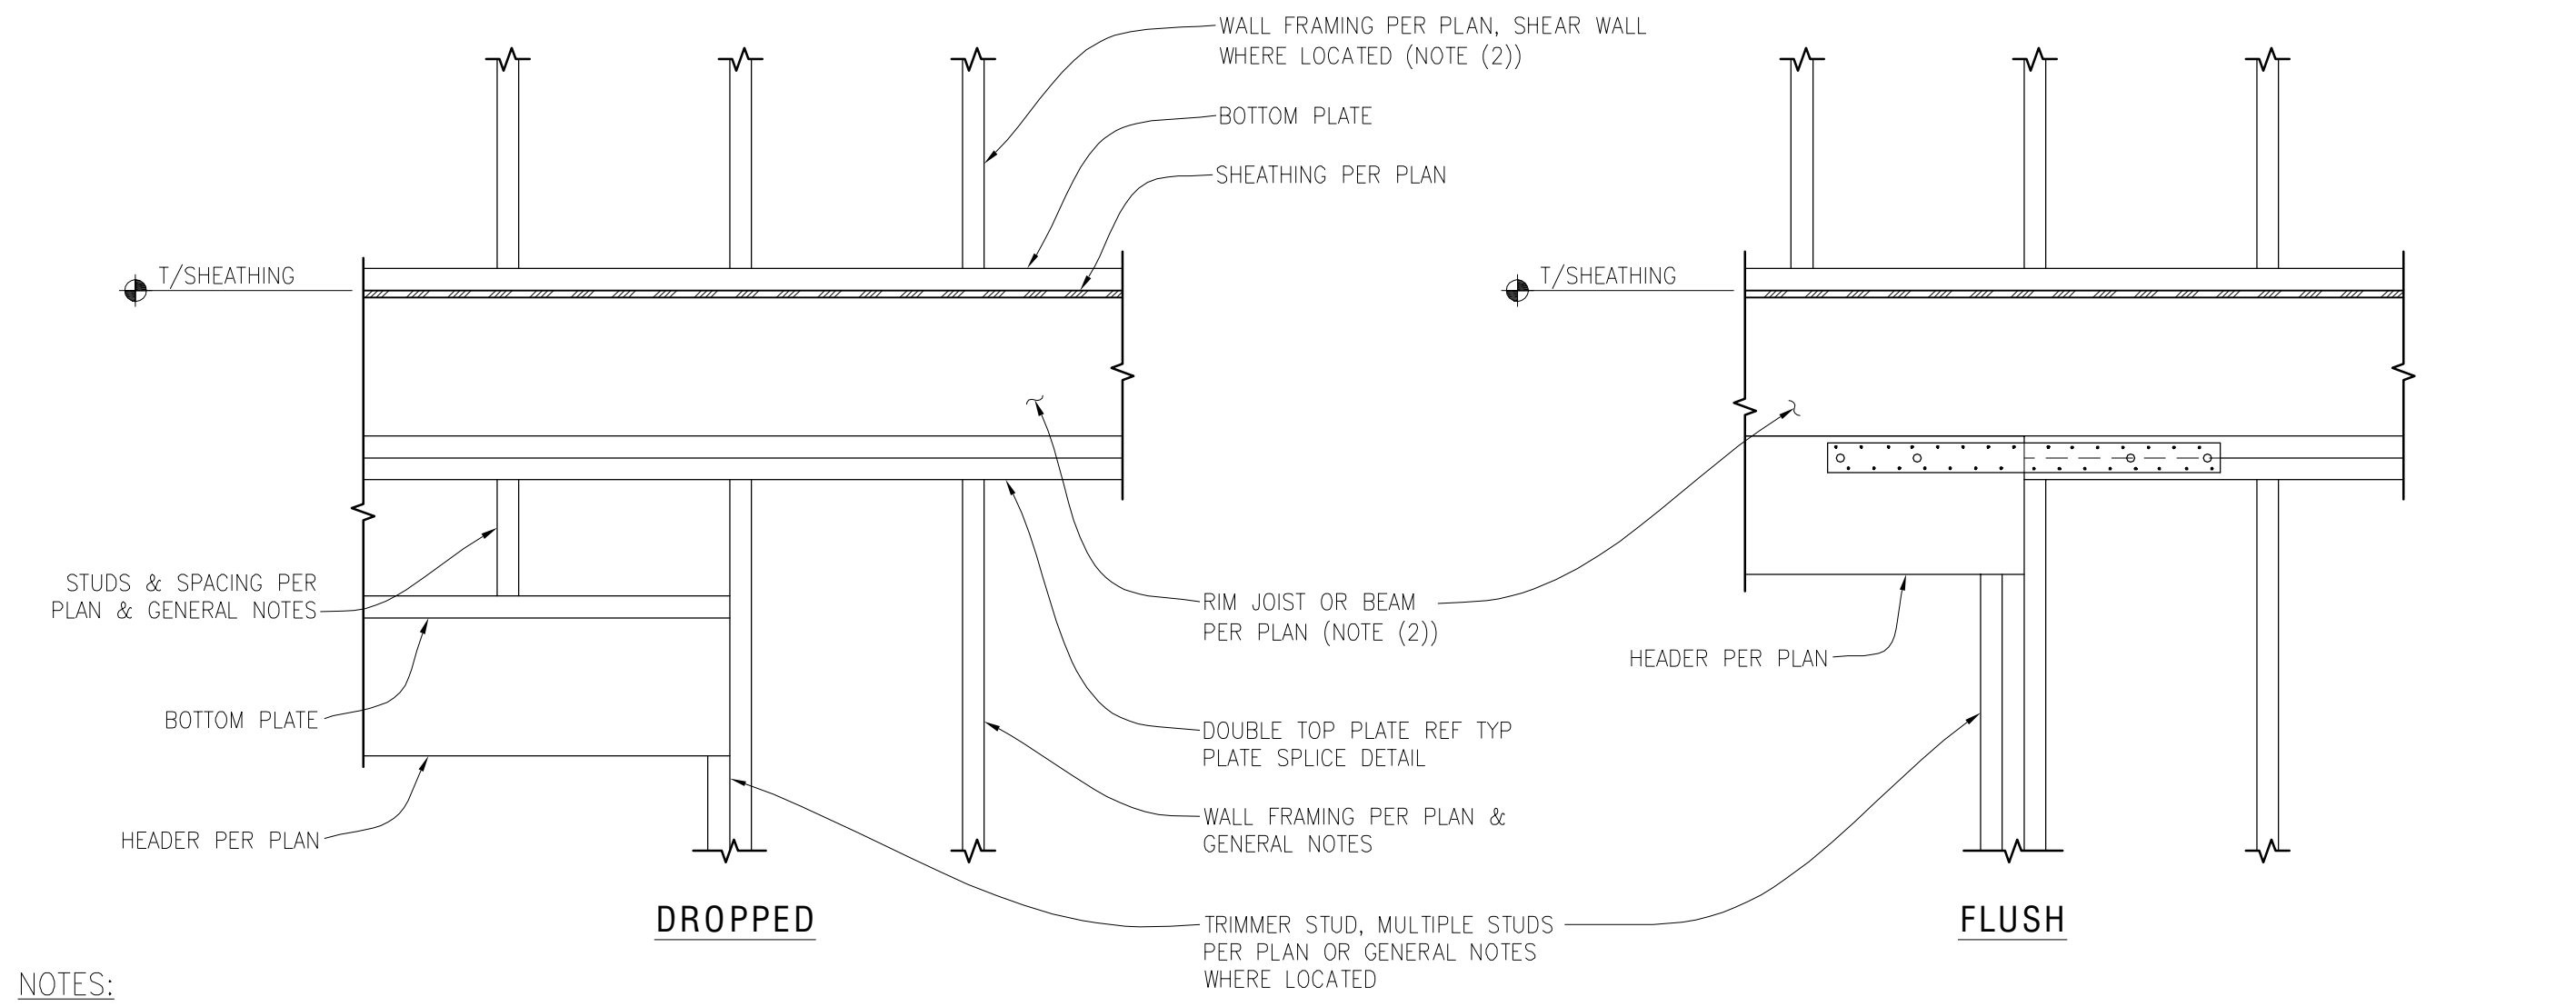 WALL FRAMING PER PLAN, SHEAR WALL
WHERE LOCATED (NOTE (2))
BOTTOM PLATE
SHEATHING PER PLAN
T/SHEATHING
T/SHEATHING
STUDS & SPACING PER
PLAN & GENERAL NOTES
RIM JOIST OR BEAM
PER PLAN (NOTE (2))
HEADER PER PLAN
BOTTOM PLATE
DOUBLE TOP PLATE REF TYP
PLATE SPLICE DETAIL
HEADER PER PLAN
WALL FRAMING PER PLAN &
GENERAL NOTES
DROPPED
TRIMMER STUD, MULTIPLE STUDS
PER PLAN OR GENERAL NOTES
WHERE LOCATED
FLUSH
NOTES: